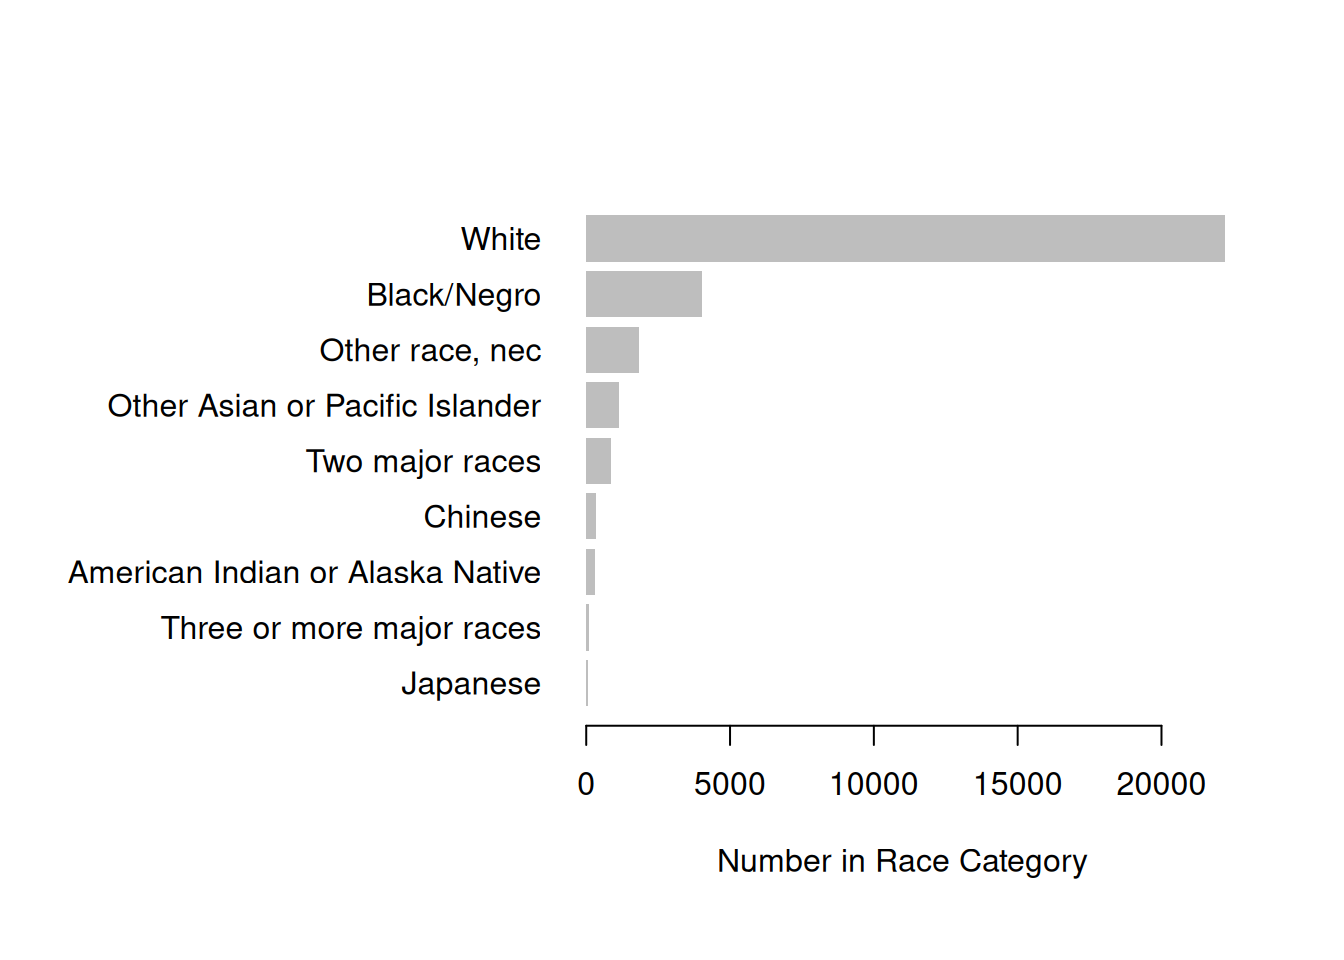 White
Black/Negro
Other race, nec
Other Asian or Pacific Islander
Two major races
Chinese
American Indian or Alaska Native
Three or more major races
Japanese
0 5000 10000 15000 20000
Number in Race Category